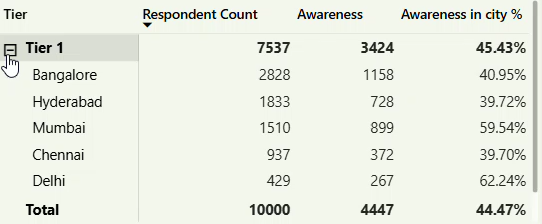 Tier Respondent Count Awareness Awareness in city %
Tier 1 7537 3424 45.43%
Bangalore 2828 1158 40.95%
Hyderabad 1833 728 39.72%
Mumbai 1510 899 59.54%
Chennai 937 372 39.70%
Delhi 429 267 62.24%
Total 10000 4447 44.47%